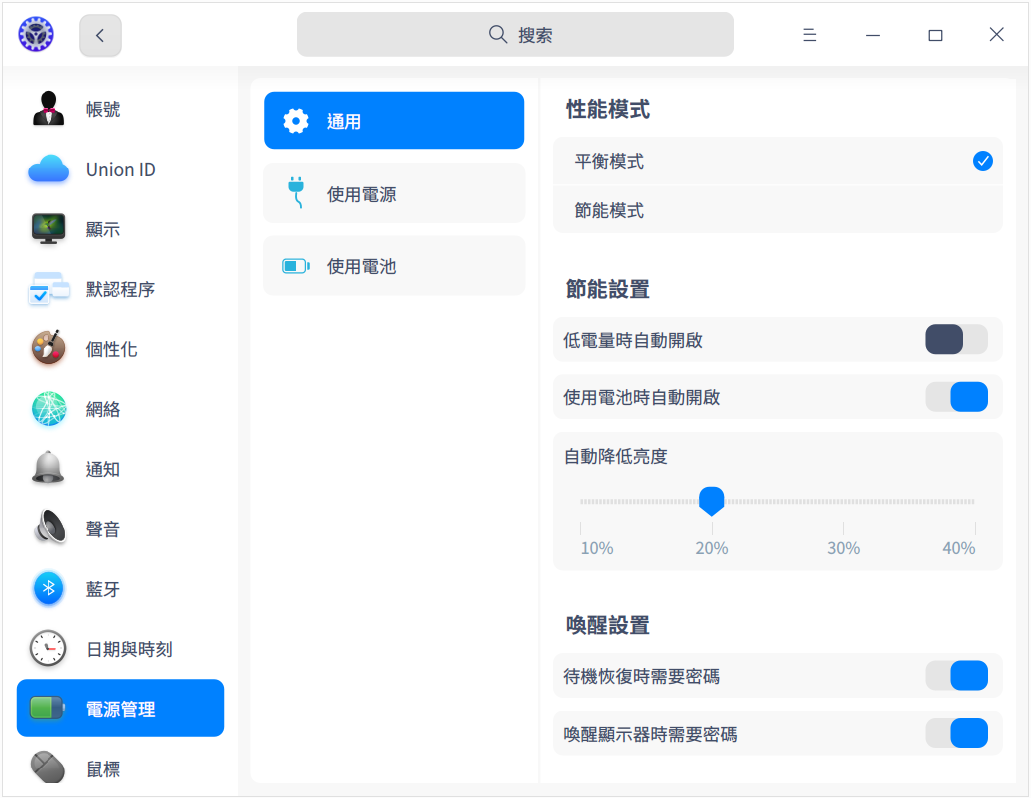 搜索
帳號
Union ID
顯示
默認程序
個性化
網絡
通知
聲音
藍牙
日期與時刻
電源管理
鼠標
通用
使用電源
使用電池
性能模式
平衡模式
節能模式
節能設置
低電量時自動開啟
使用電池時自動開啟
自動降低亮度
10% 20% 30% 40%
喚醒設置
待機恢復時需要密碼
喚醒顯示器時需要密碼